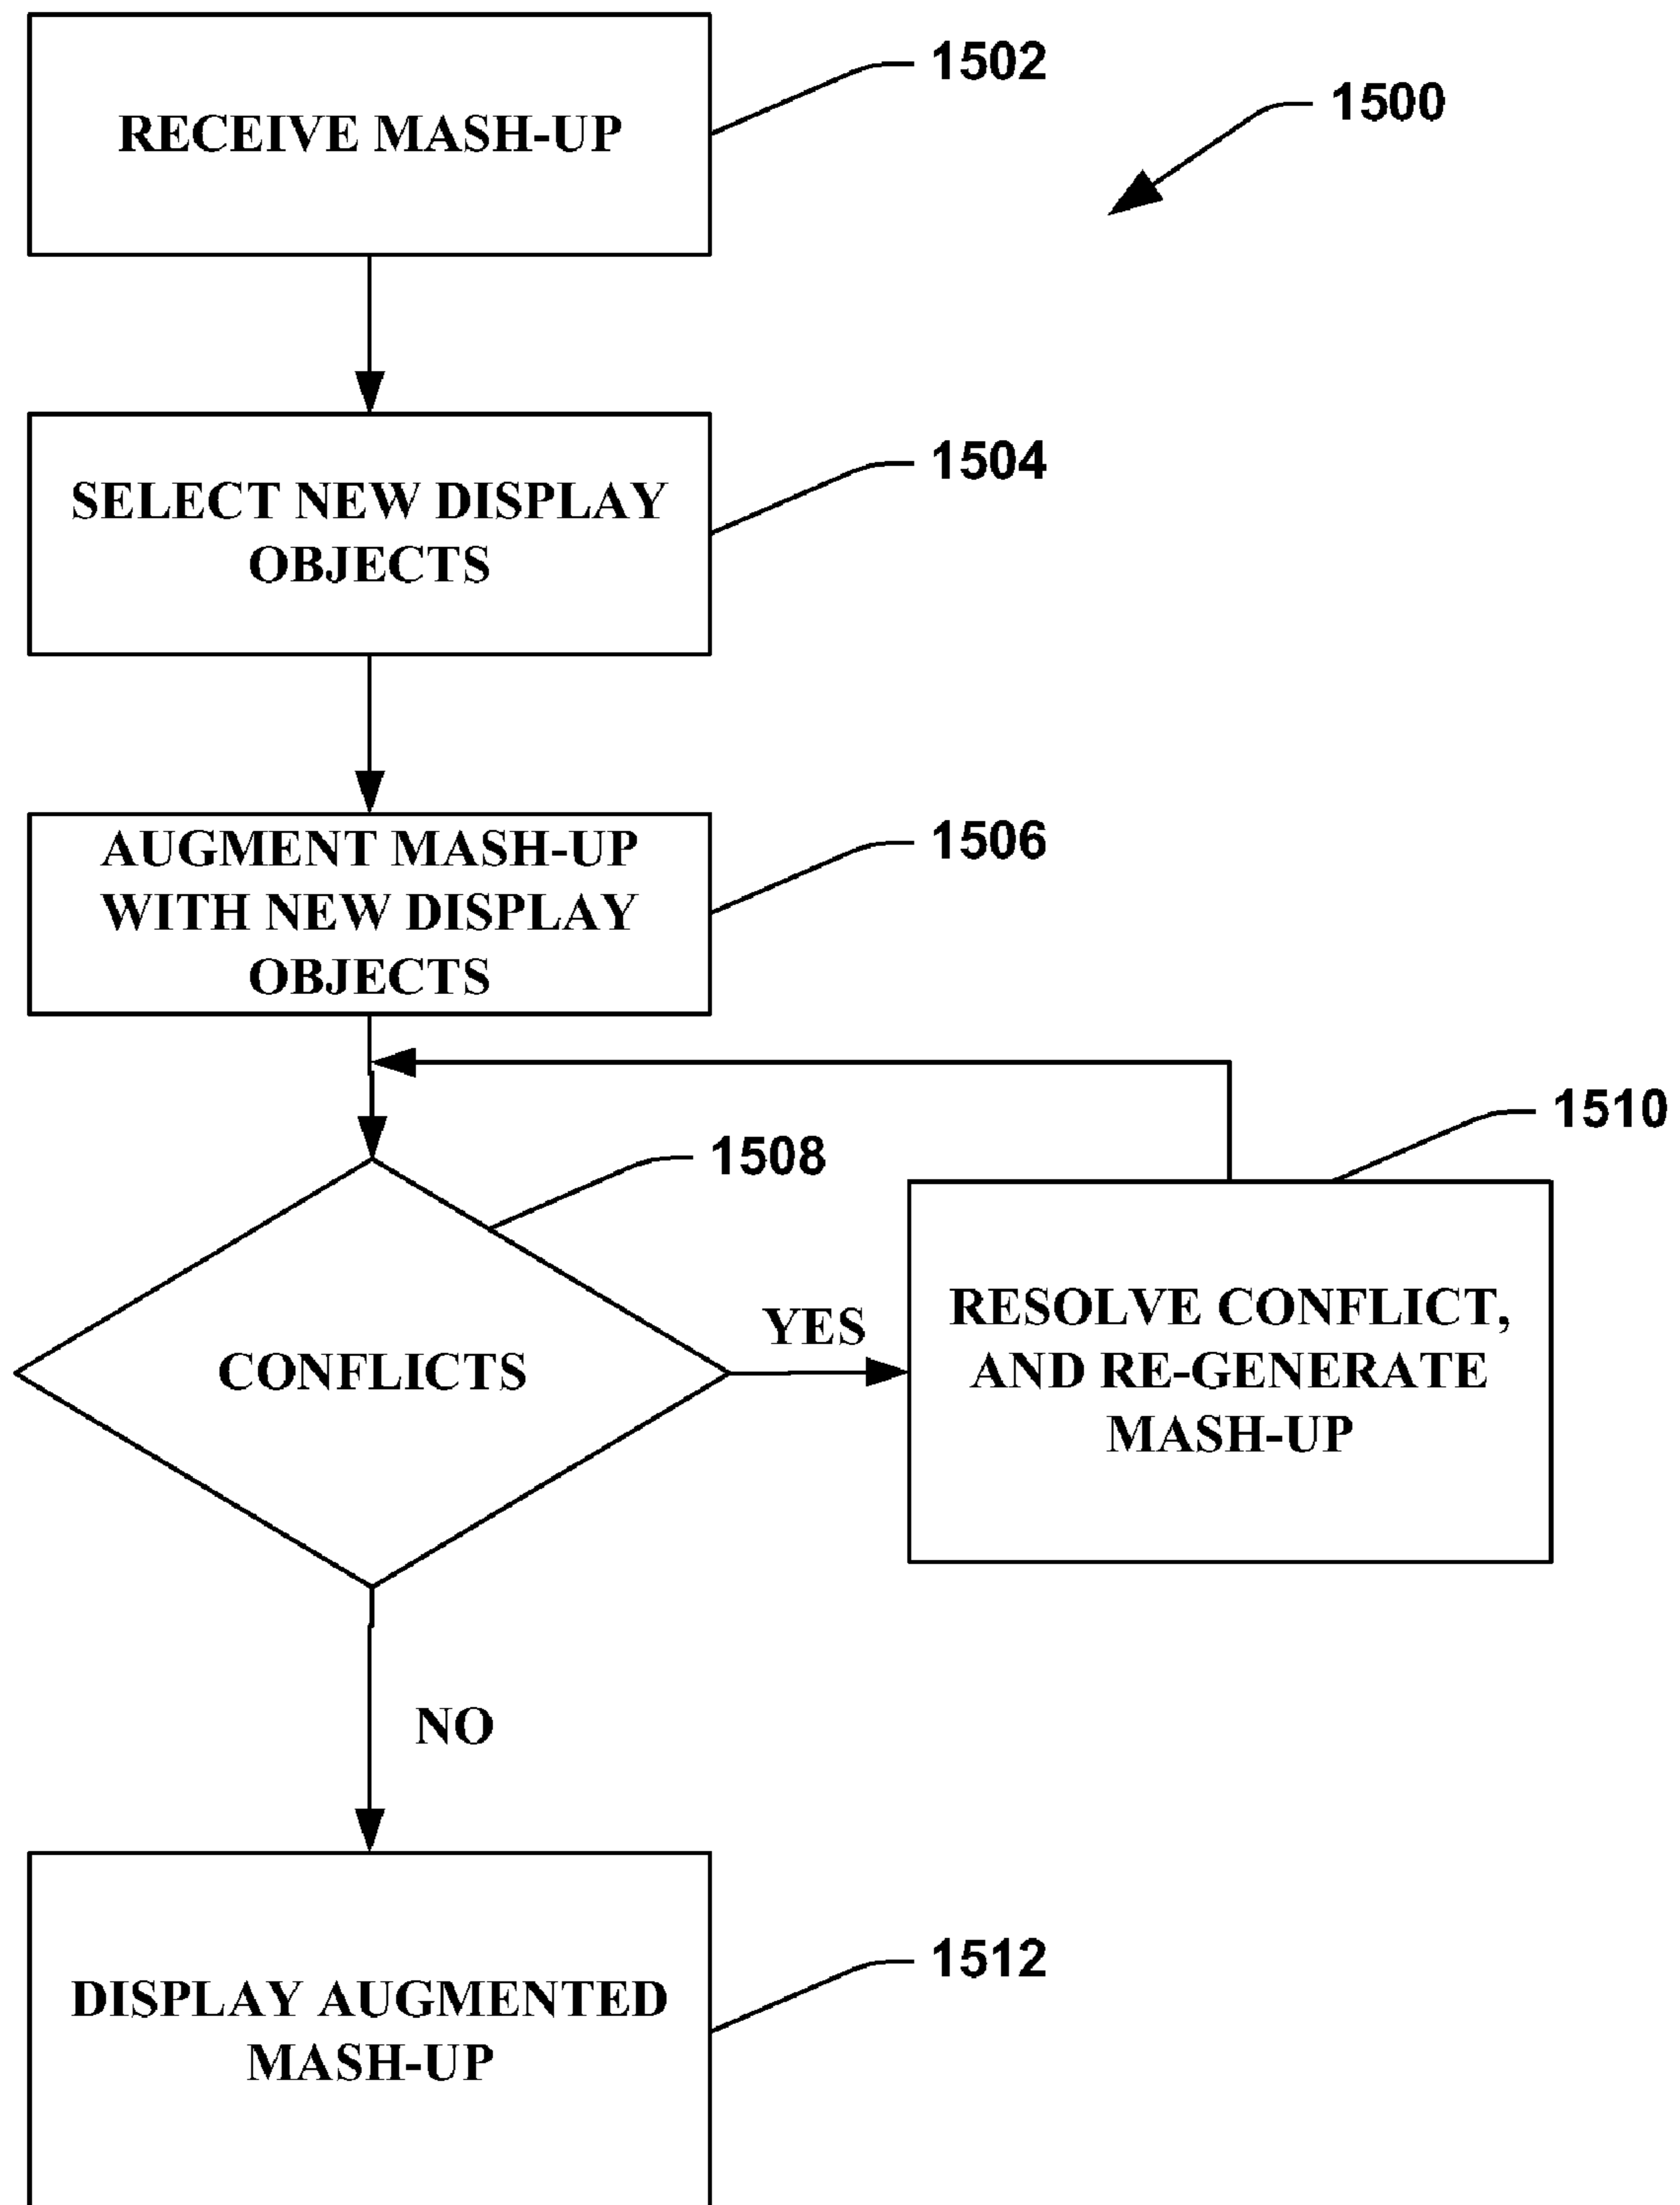 RECEIVE MASH-UP
1502
1500
SELECT NEW DISPLAY
OBJECTS
1504
AUGMENT MASH-UP
WITH NEW DISPLAY
OBJECTS
1506
CONFLICTS
1508
YES
RESOLVE CONFLICT,
AND RE-GENERATE
MASH-UP
1510
NO
DISPLAY AUGMENTED
MASH-UP
1512